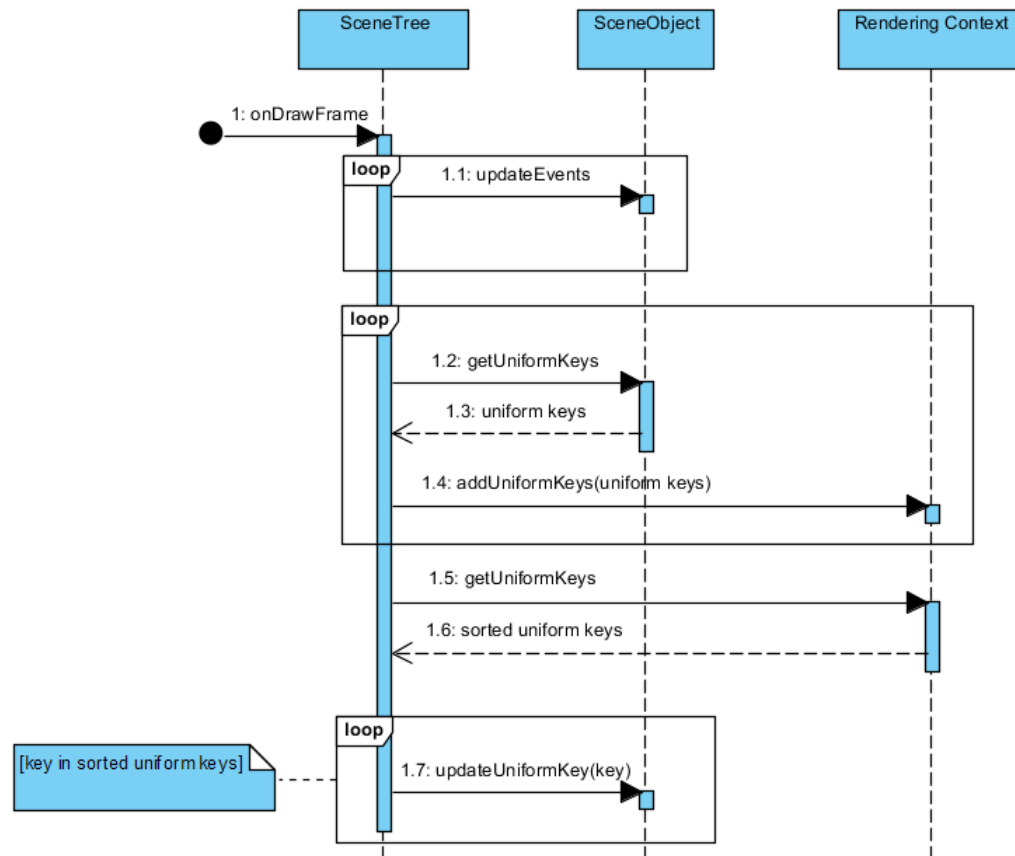 SceneTree
SceneObject
Rendering Context
1: onDrawFrame
loop
1.1: updateEvents
loop
1.2: getUniformKeys
1.3: uniform keys
1.4: addUniformKeys(uniform keys)
1.5: getUniformKeys
1.6: sorted uniform keys
loop
[key in sorted uniform keys]
1.7: updateUniformKey(key)